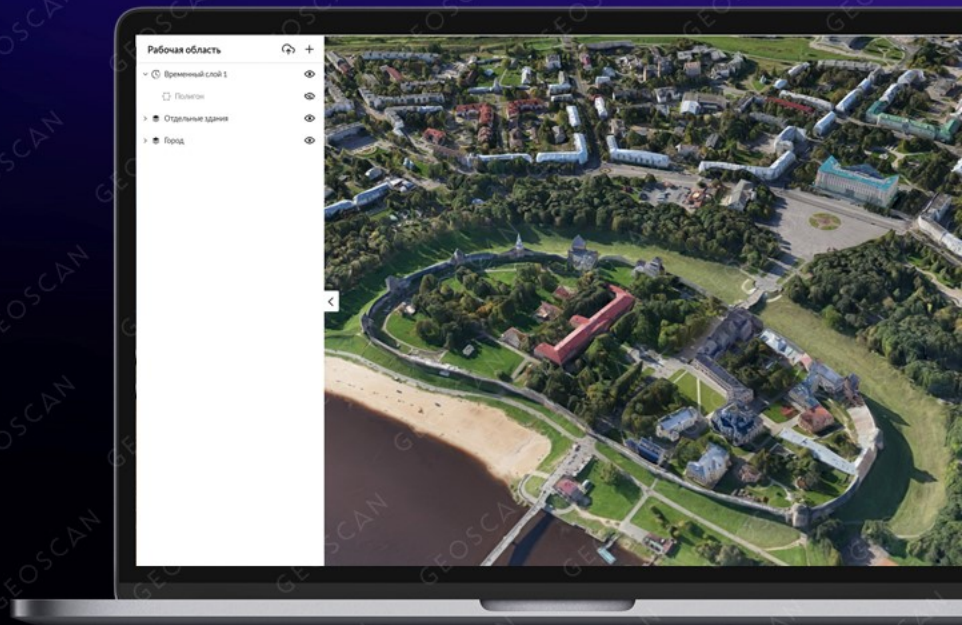 Рабочая область
Временный слой 1
Полигон
Отдельные здания
Город
GEOSCAN